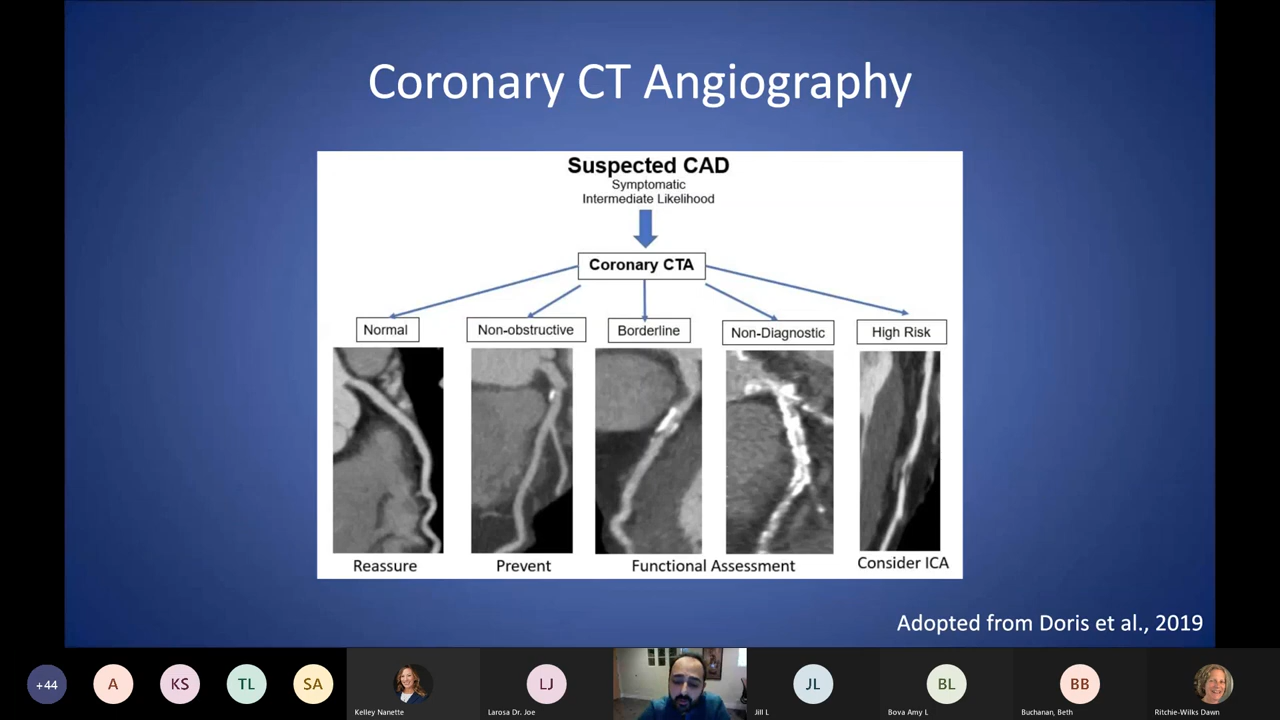 Coronary CT Angiography
Suspected CAD
Symptomatic
Intermediate Likelihood
Coronary CTA
Normal
Non-obstructive
Borderline
Non-Diagnostic
High Risk
Reassure
Prevent
Functional Assessment
Consider ICA
Adopted from Doris et al., 2019
+44
A
KS
TL
SA
Kelley Nanette
LJ
Larosa Dr. Joe
JL
Jill L
BL
Bova Amy L
BB
Buchanan, Beth
Ritchie-Wilks Dawn